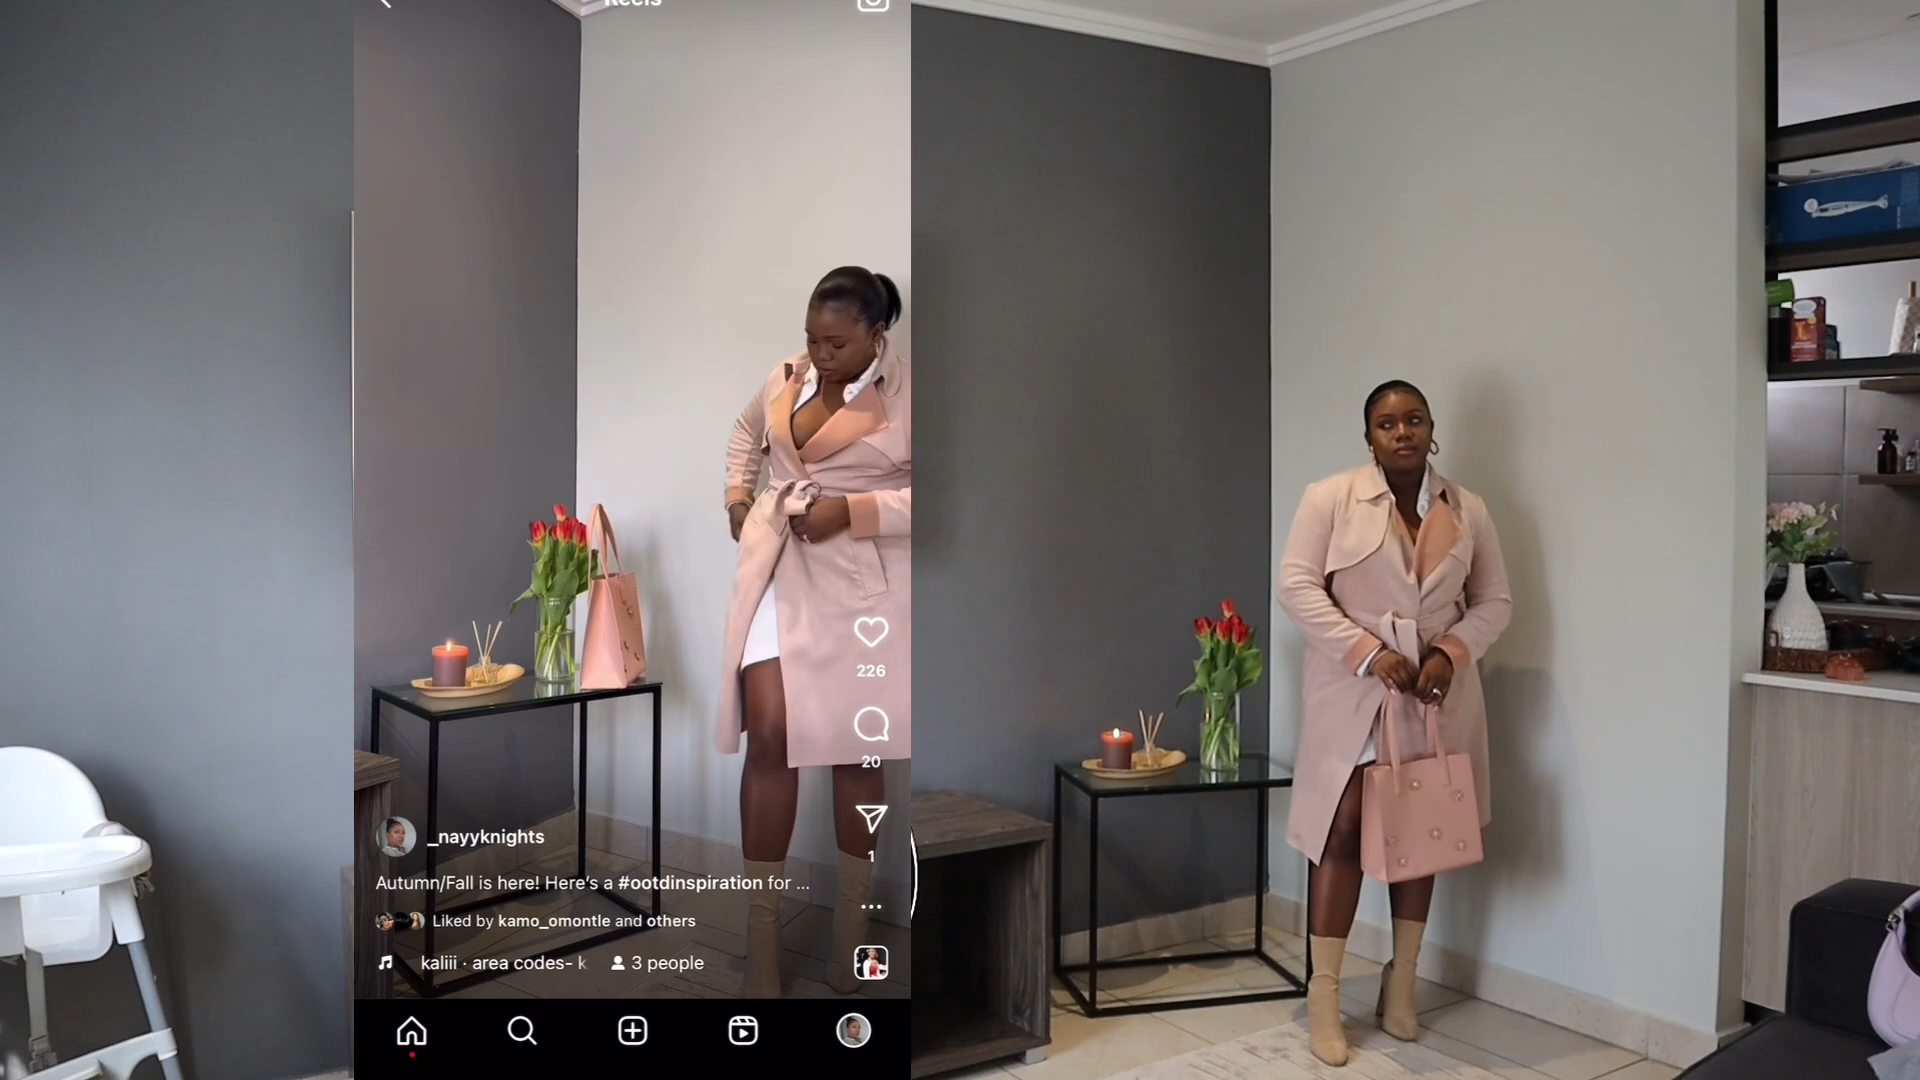 Reels
226
20
1
_nayyknights
Autumn/Fall is here! Here's a #ootdinspiration for ...
Liked by kamo_omontle and others
kaliii · area codes- k
3 people